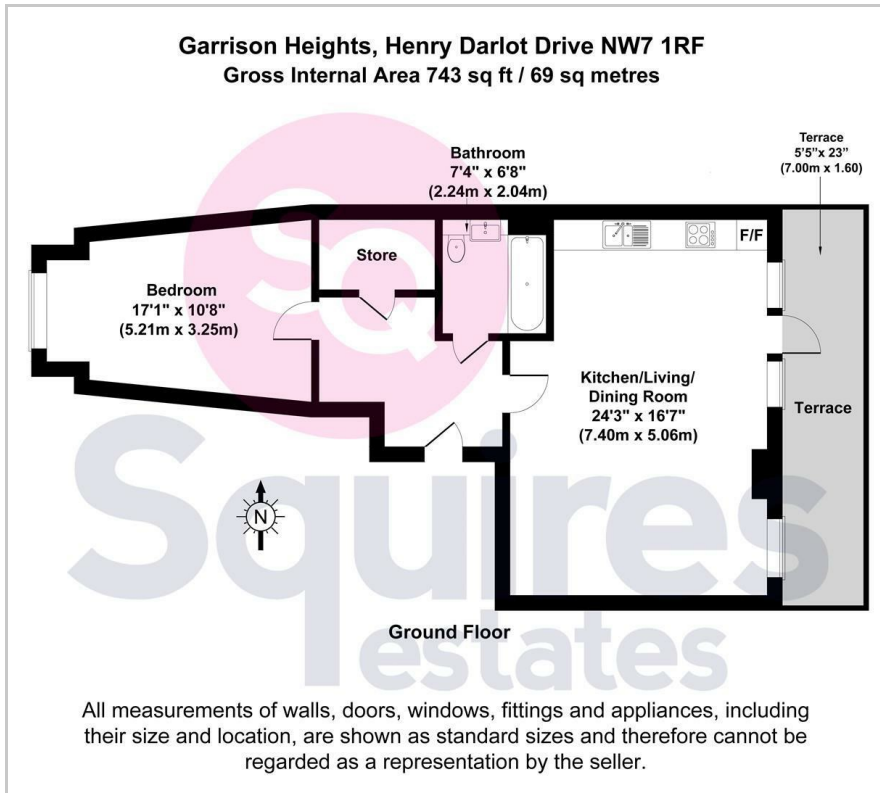 Garrison Heights, Henry Darlot Drive NW7 1RF
Gross Internal Area 743 sq ft / 69 sq metres
Terrace
5'5"x 23"
(7.00m x 1.60)
Bathroom
7'4" x 6'8"
(2.24m x 2.04m)
Store
F/F
Bedroom
17'1" x 10'8"
(5.21m x 3.25m)
Kitchen/Living/
Dining Room
24'3" x 16'7"
(7.40m x 5.06m)
Terrace
SQ
N
Squires
estates
Ground Floor
All measurements of walls, doors, windows, fittings and appliances, including
their size and location, are shown as standard sizes and therefore cannot be
regarded as a representation by the seller.